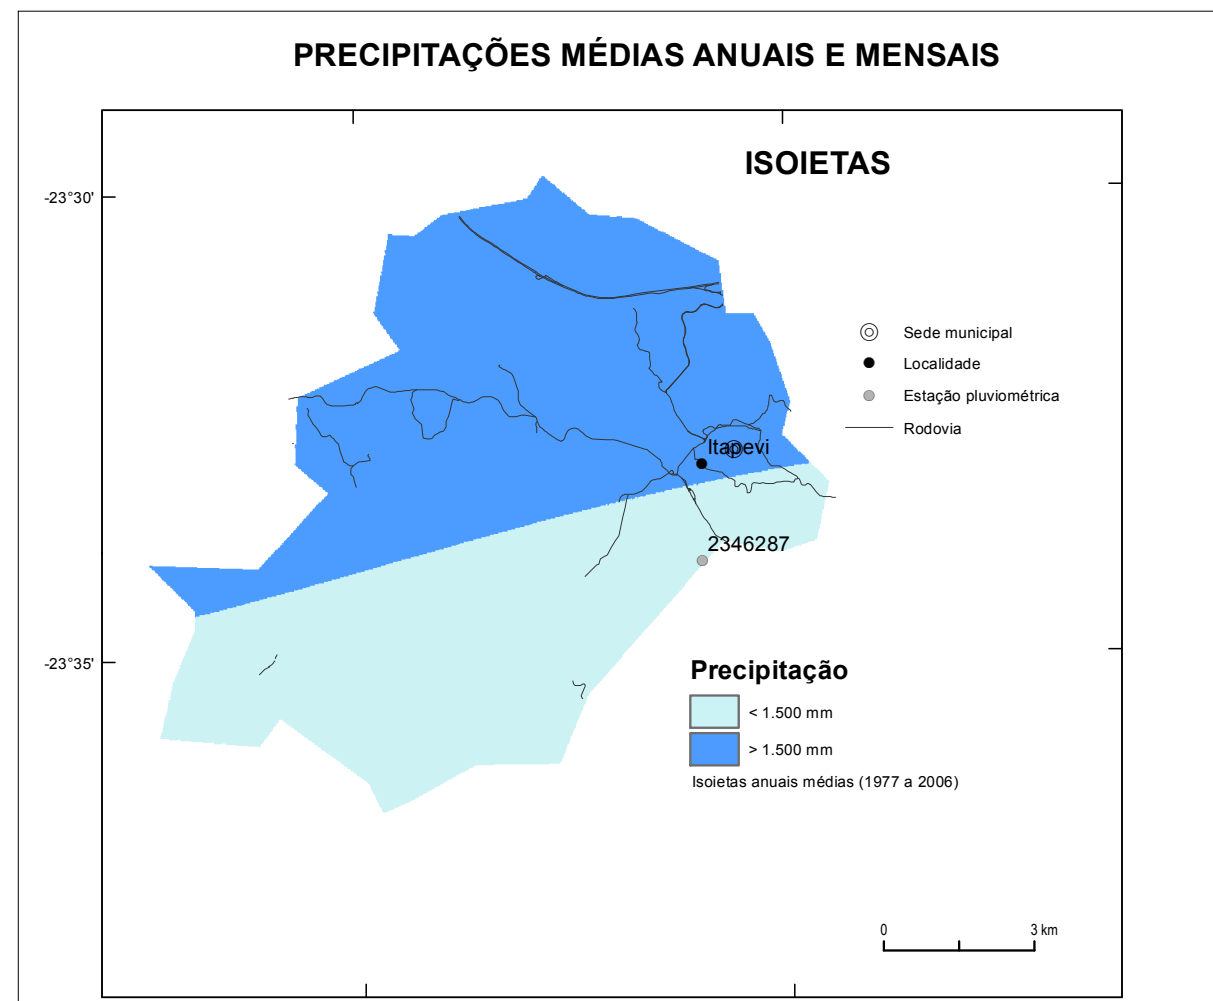 PRECIPITAÇÕES MÉDIAS ANUAIS E MENSAIS
ISOIETAS
-23°30'
Sede municipal
Localidade
Estação pluviométrica
Rodovia
Itapevi
2346287
-23°35'
Precipitação
< 1.500 mm
> 1.500 mm
Isoietas anuais médias (1977 a 2006)
0 3 km